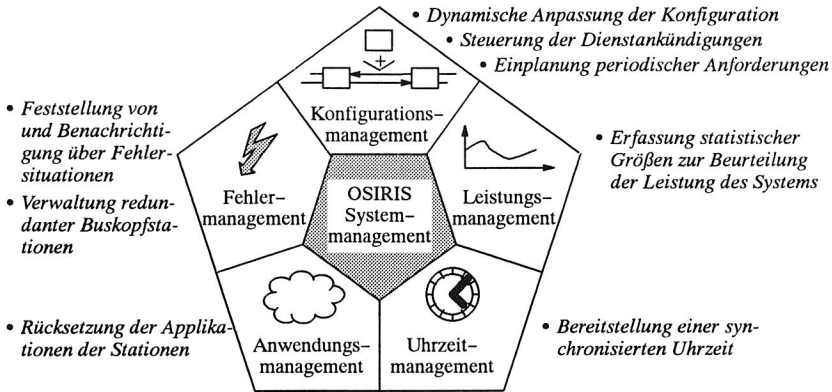 • Dynamische Anpassung der Konfiguration
• Steuerung der Dienstankündigungen
• Einplanung periodischer Anforderungen
+
Konfigurations-
management
• Feststellung von
und Benachrichti-
gung über Fehler-
situationen
• Verwaltung redun-
danter Buskopfsta-
tionen
Fehler-
management
OSIRIS
System-
management
Leistungs-
management
• Erfassung statistischer
Größen zur Beurteilung
der Leistung des Systems
• Rücksetzung der Applika-
tionen der Stationen
Anwendungs-
management
Uhrzeit-
management
• Bereitstellung einer syn-
chronisierten Uhrzeit